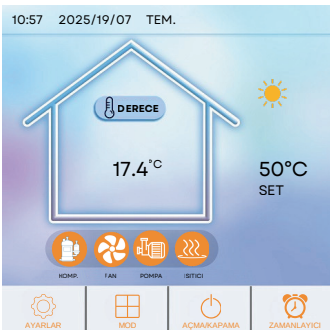 10:57 2025/19/07 TEM.
DERECE
17.4°C
50°C
SET
KOMP. FAN POMPA ISITICI
AYARLAR MOD AÇMA/KAPAMA ZAMANLAYICI